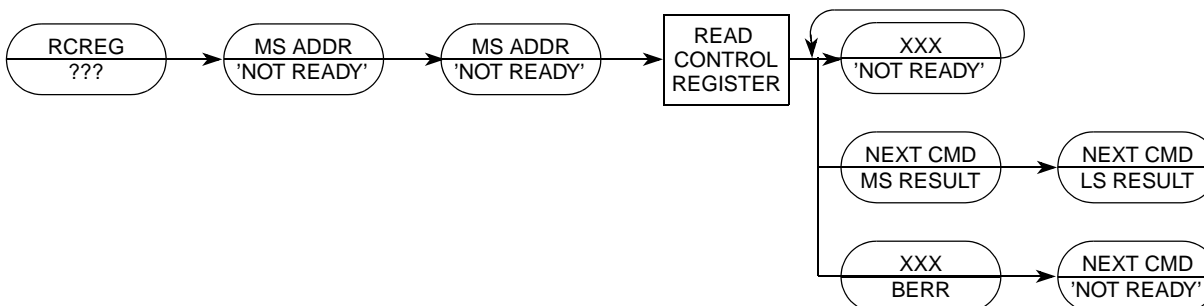 RCREG
???
MS ADDR
'NOT READY'
MS ADDR
'NOT READY'
READ
CONTROL
REGISTER
XXX
'NOT READY'
NEXT CMD
MS RESULT
NEXT CMD
LS RESULT
XXX
BERR
NEXT CMD
'NOT READY'